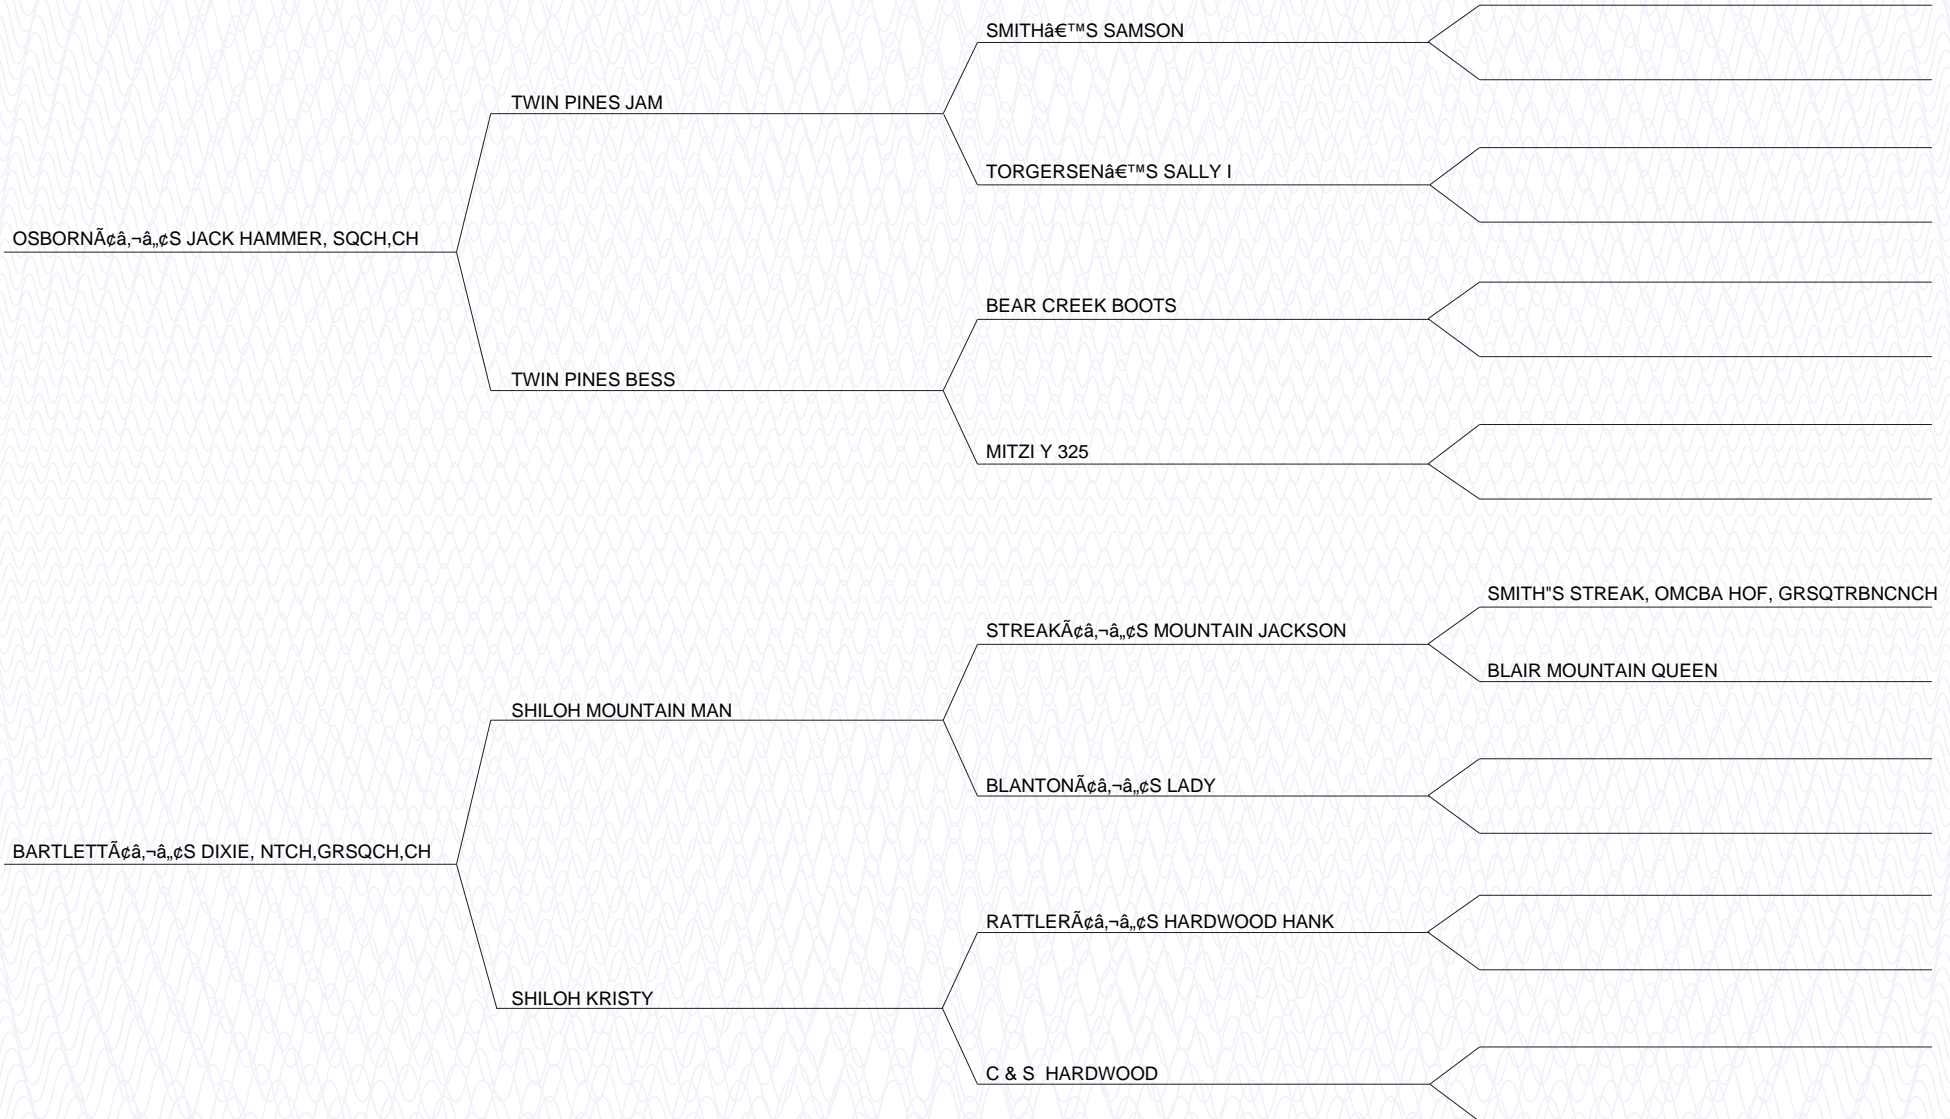 SMITHâ€™S SAMSON
TWIN PINES JAM
TORGERSENâ€™S SALLY I
OSBORNÃ¢â‚¬â„¢S JACK HAMMER, SQCH,CH
BEAR CREEK BOOTS
TWIN PINES BESS
MITZI Y 325
SMITH"S STREAK, OMCBA HOF, GRSQTRBNCNCH
STREAKÃ¢â‚¬â„¢S MOUNTAIN JACKSON
BLAIR MOUNTAIN QUEEN
SHILOH MOUNTAIN MAN
BLANTONÃ¢â‚¬â„¢S LADY
BARTLETTÃ¢â‚¬â„¢S DIXIE, NTCH,GRSQCH,CH
RATTLERÃ¢â‚¬â„¢S HARDWOOD HANK
SHILOH KRISTY
C & S  HARDWOOD